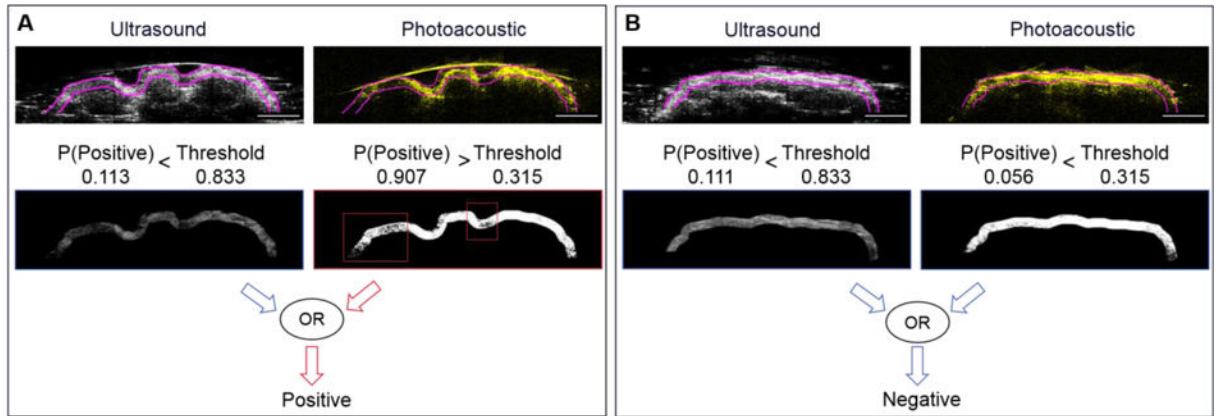 A
Ultrasound Photoacoustic
P(Positive) < Threshold P(Positive) > Threshold
0.113 0.833 0.907 0.315
OR
Positive
B
Ultrasound Photoacoustic
P(Positive) < Threshold P(Positive) < Threshold
0.111 0.833 0.056 0.315
OR
Negative